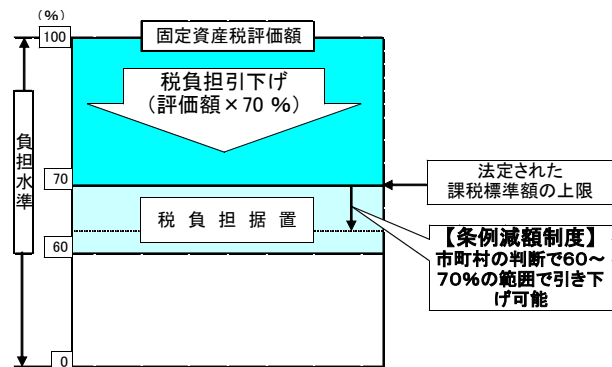 (%)
100
固定資産税評価額
税負担引下げ
(評価額×70 %)
負担水準
70
法定された
課税標準額の上限
税 負 担 据 置
60
【条例減額制度】
市町村の判断で60～
70%の範囲で引き下
げ可能
0